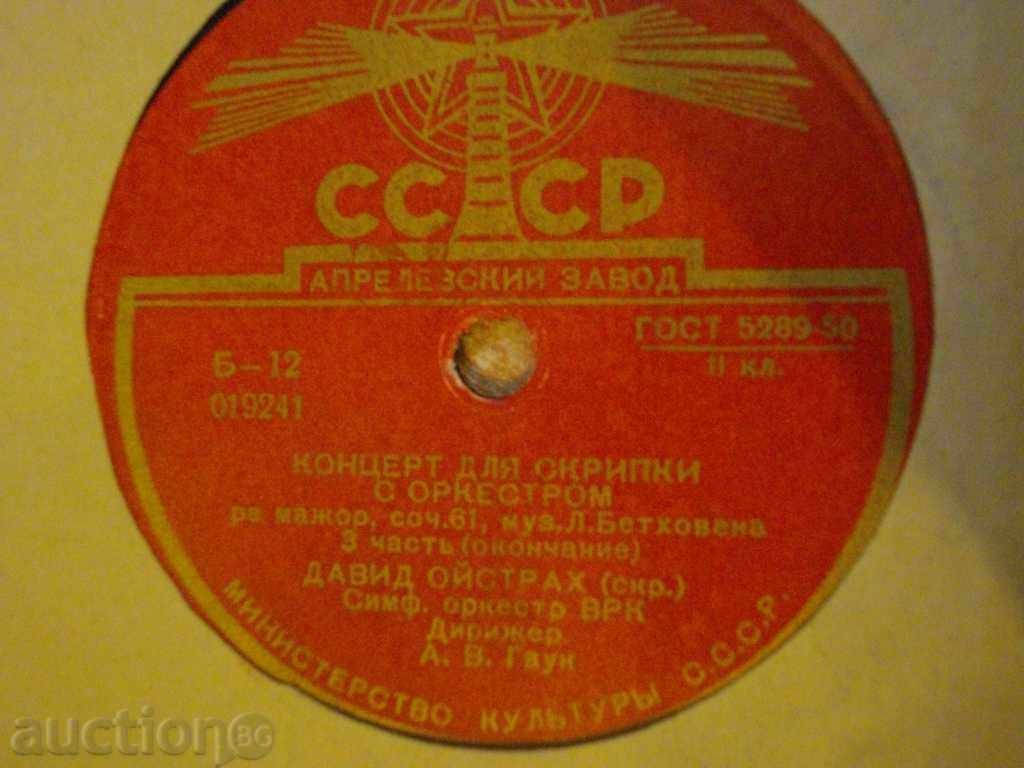 СССР
АПРЕЛЕВСКИЙ ЗАВОД
ГОСТ 5289-50
II кл.
Б-12
019241
КОНЦЕРТ ДЛЯ СКРИПКИ
С ОРКЕСТРОМ
ре мажор, соч.61, муз.Л.Бетховена
3 часть (окончание)
ДАВИД ОЙСТРАХ (скр.)
Симф. оркестр ВРК
Дирижер
А. В. Гаук
МИНИСТЕРСТВО КУЛЬТУРЫ С.С.С.Р.
auction BG